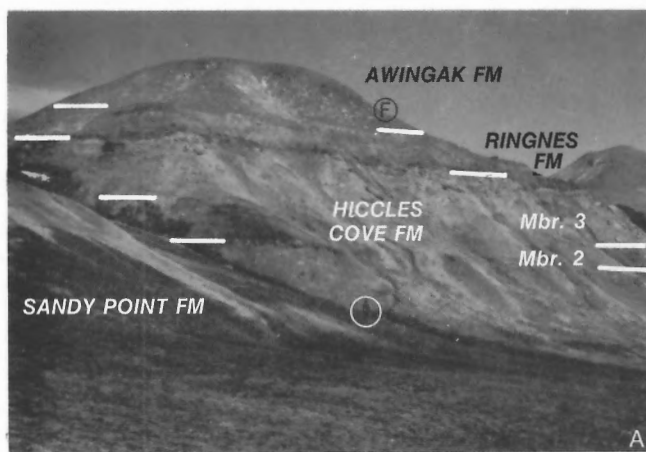 AWINGAK FM
F
RINGNES
FM
HICCLES
COVE FM
Mbr. 3
Mbr. 2
SANDY POINT FM
A